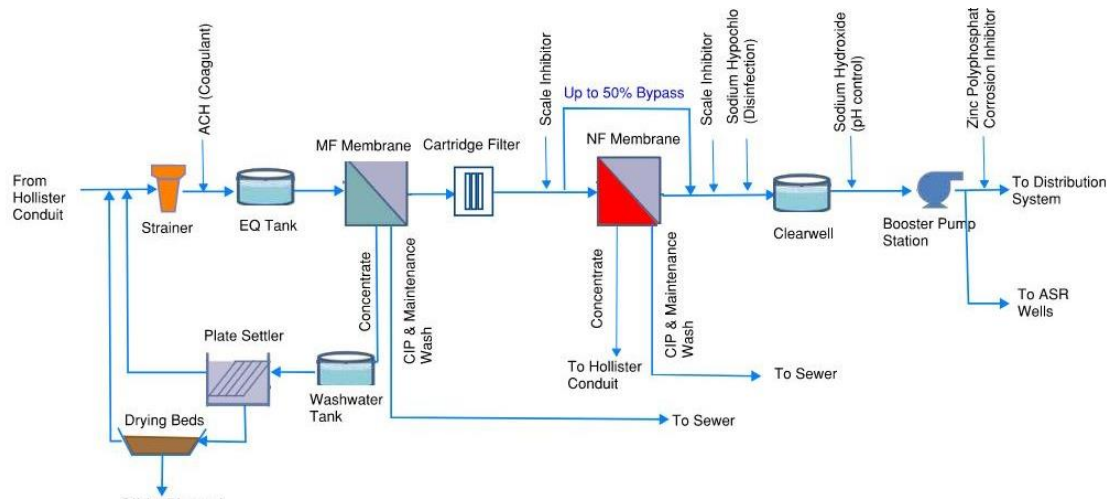 ACH (Coagulant)
Scale Inhibitor
Up to 50% Bypass
Scale Inhibitor
Sodium Hypochlo
(Disinfection)
Sodium Hydroxide
(pH control)
Zinc Polyphosphat
Corrosion Inhibitor
MF Membrane
Cartridge Filter
NF Membrane
From
Hollister
Conduit
Strainer
EQ Tank
Clearwell
Booster Pump
Station
To Distribution
System
To ASR
Wells
Concentrate
CIP & Maintenance
Wash
Concentrate
CIP & Maintenance
Wash
Plate Settler
Washwater
Tank
To Hollister
Conduit
To Sewer
To Sewer
Drying Beds